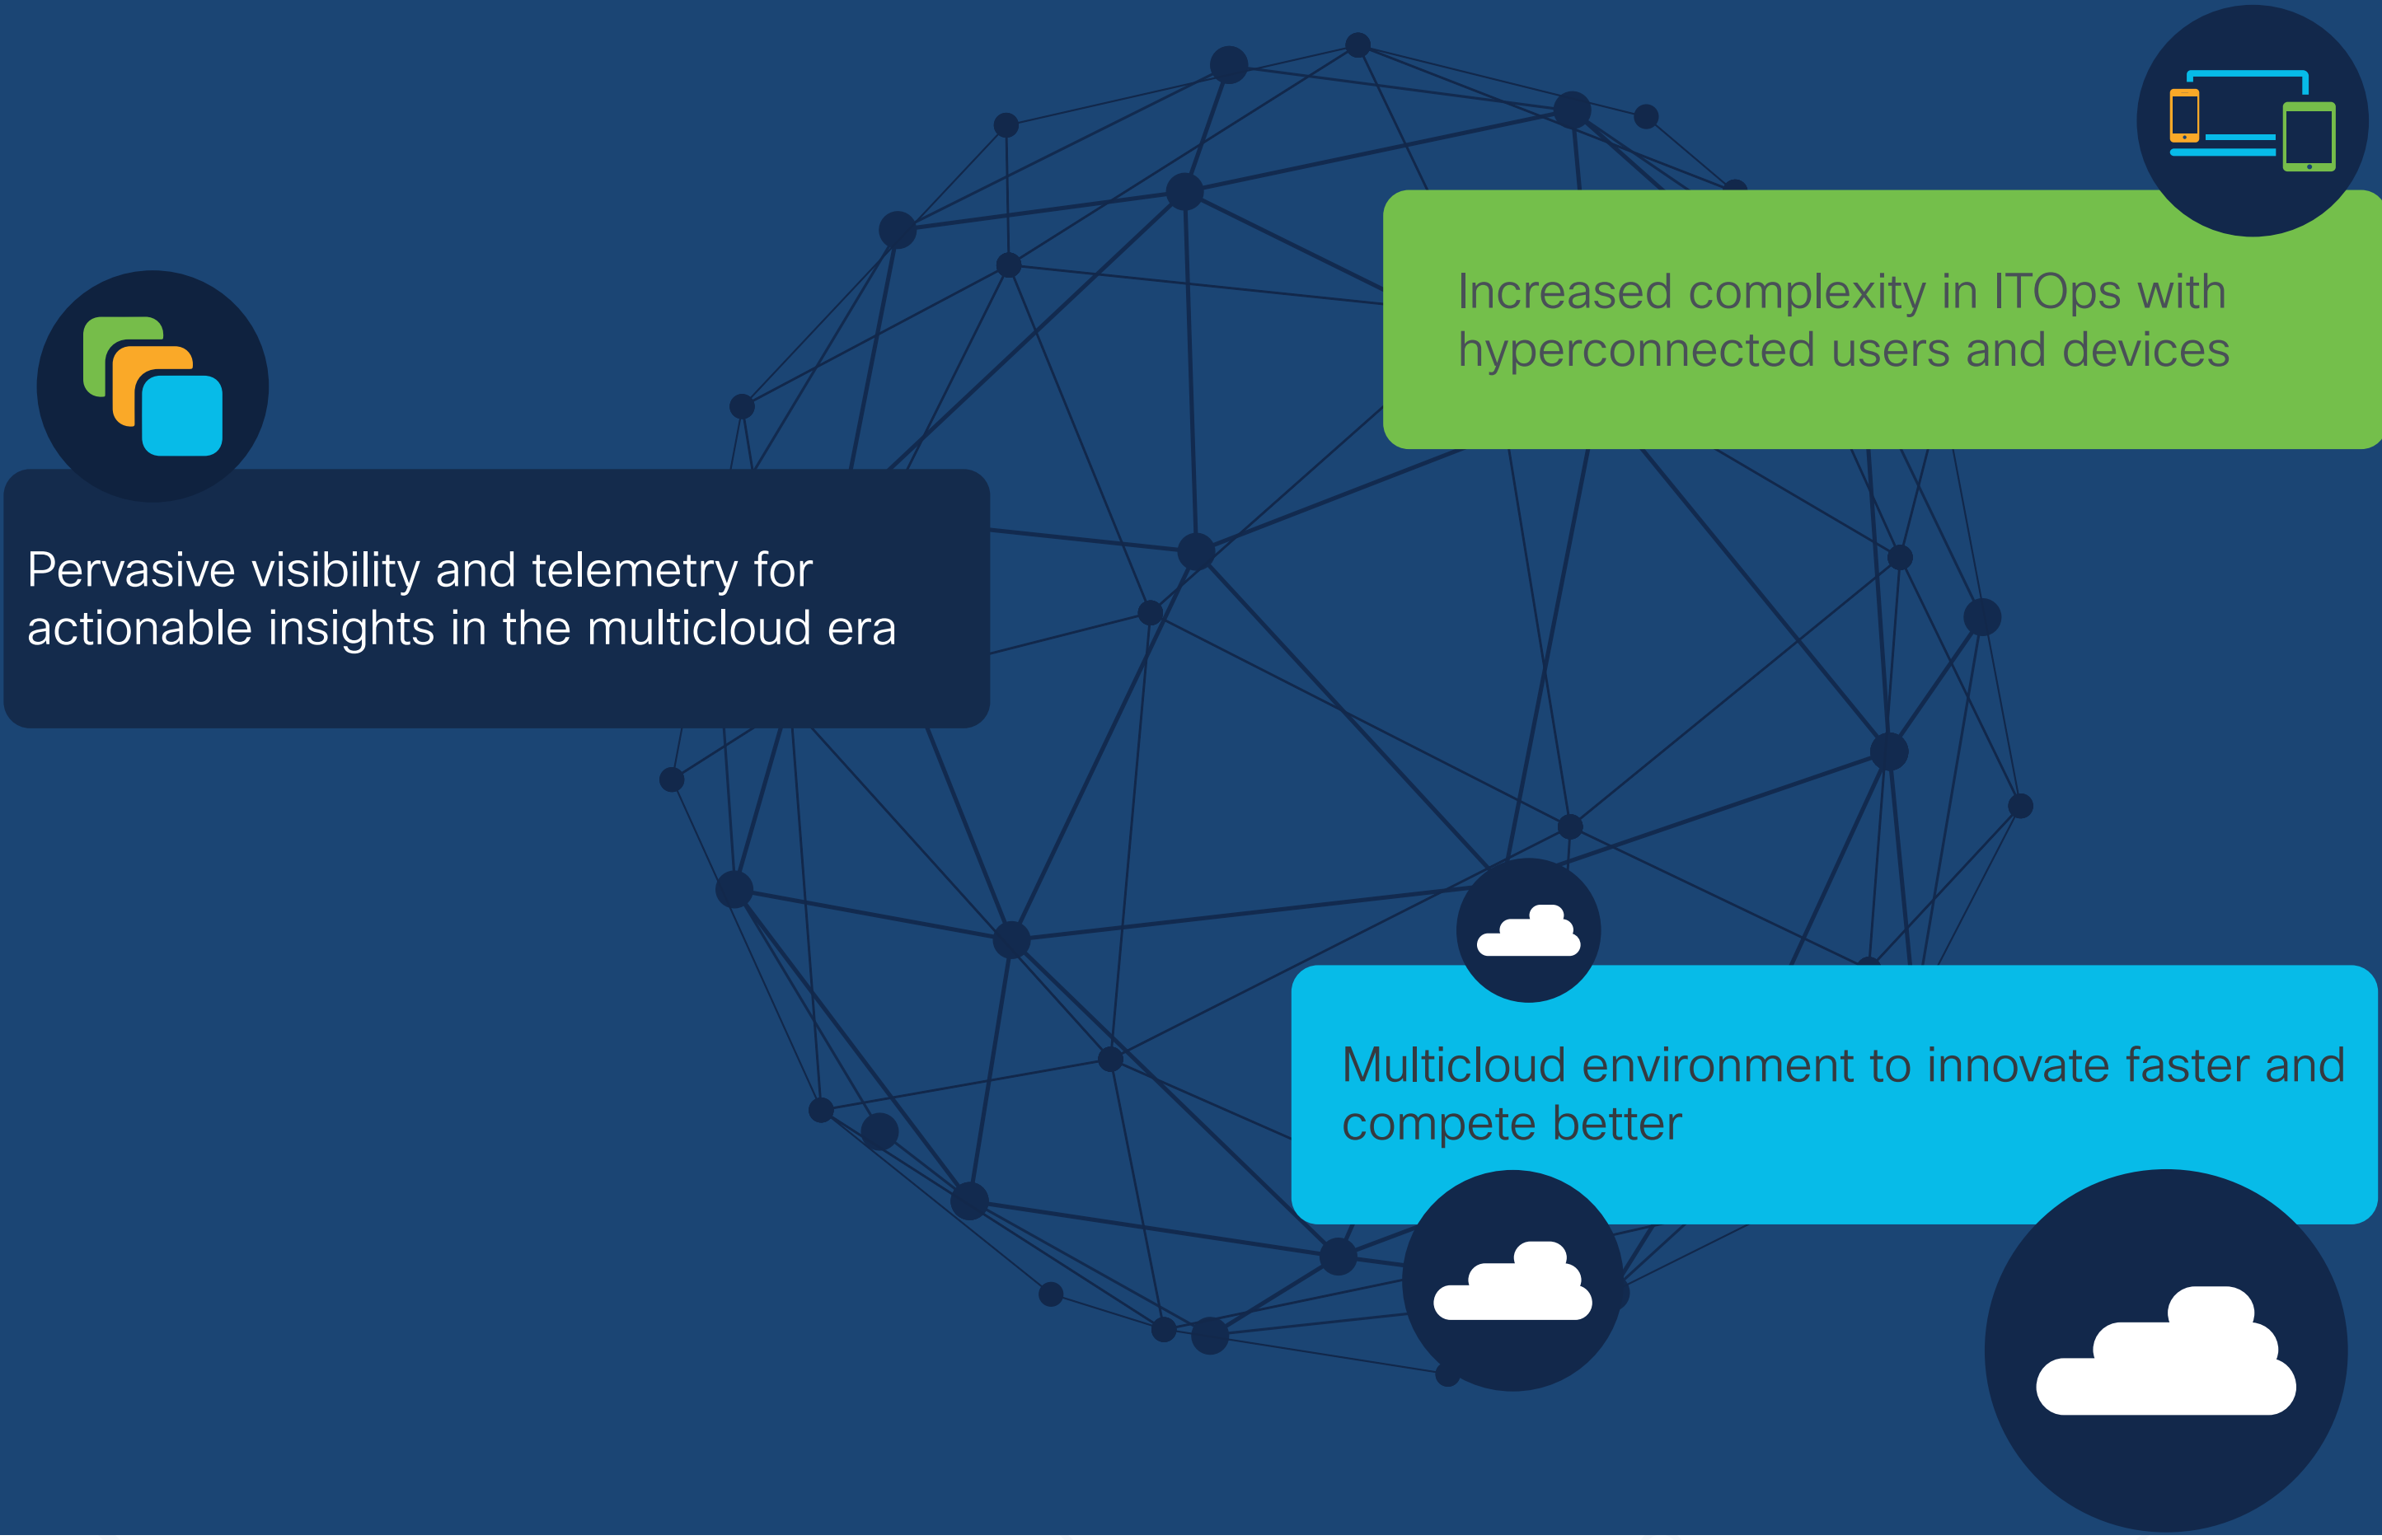 Increased complexity in ITOps with
hyperconnected users and devices
Pervasive visibility and telemetry for
actionable insights in the multicloud era
Multicloud environment to innovate faster and
compete better